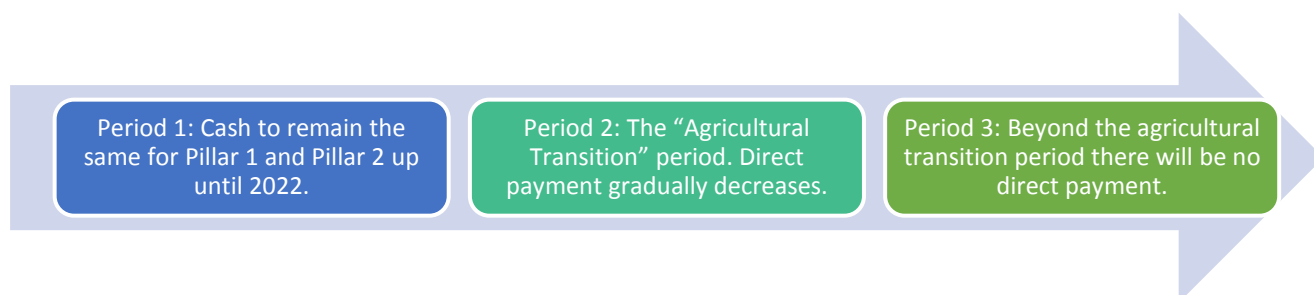 Period 1: Cash to remain the
same for Pillar 1 and Pillar 2 up
until 2022.
Period 2: The “Agricultural
Transition” period. Direct
payment gradually decreases.
Period 3: Beyond the agricultural
transition period there will be no
direct payment.